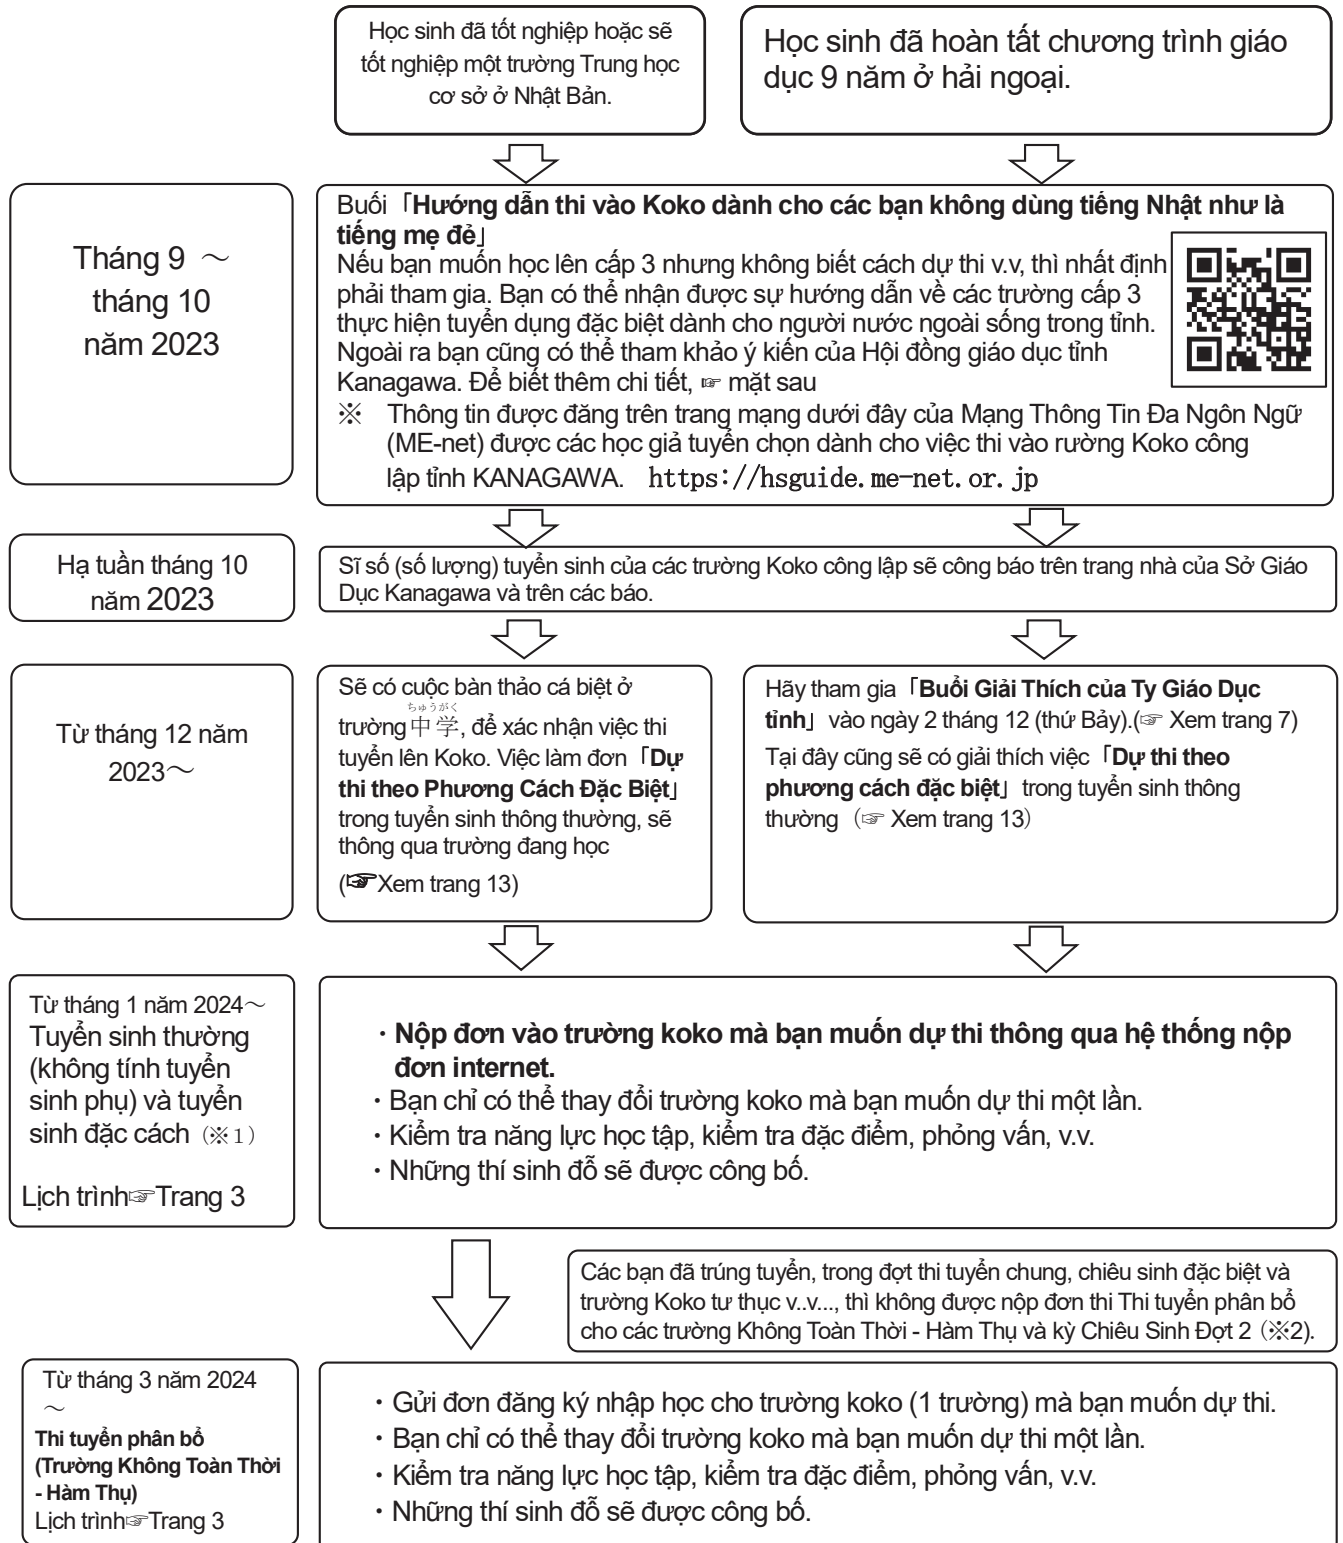 Học sinh đã tốt nghiệp hoặc sẽ
tốt nghiệp một trường Trung học
cơ sở ở Nhật Bản.
Học sinh đã hoàn tất chương trình giáo
dục 9 năm ở hải ngoại.
Tháng 9 ～
tháng 10
năm 2023
Buổi「Hướng dẫn thi vào Koko dành cho các bạn không dùng tiếng Nhật như là
tiếng mẹ đẻ」
Nếu bạn muốn học lên cấp 3 nhưng không biết cách dự thi v.v, thì nhất định
phải tham gia. Bạn có thể nhận được sự hướng dẫn về các trường cấp 3
thực hiện tuyển dụng đặc biệt dành cho người nước ngoài sống trong tỉnh.
Ngoài ra bạn cũng có thể tham khảo ý kiến của Hội đồng giáo dục tỉnh
Kanagawa. Để biết thêm chi tiết, ☞ mặt sau
※ Thông tin được đăng trên trang mạng dưới đây của Mạng Thông Tin Đa Ngôn Ngữ
(ME-net) được các học giả tuyển chọn dành cho việc thi vào rường Koko công
lập tỉnh KANAGAWA. https://hsguide.me-net.or.jp
Hạ tuần tháng 10
năm 2023
Sĩ số (số lượng) tuyển sinh của các trường Koko công lập sẽ công báo trên trang nhà của Sở Giáo
Dục Kanagawa và trên các báo.
Từ tháng 12 năm
2023～
Sẽ có cuộc bàn thảo cá biệt ở
ちゅうがく
trường中学, để xác nhận việc thi
tuyển lên Koko. Việc làm đơn「Dự
thi theo Phương Cách Đặc Biệt」
trong tuyển sinh thông thường, sẽ
thông qua trường đang học
(☞Xem trang 13)
Hãy tham gia「Buổi Giải Thích của Ty Giáo Dục
tỉnh」vào ngày 2 tháng 12 (thứ Bảy).(☞ Xem trang 7)
Tại đây cũng sẽ có giải thích việc「Dự thi theo
phương cách đặc biệt」trong tuyển sinh thông
thường（☞ Xem trang 13）
Từ tháng 1 năm 2024～
Tuyển sinh thường
(không tính tuyển
sinh phụ) và tuyển
sinh đặc cách（※1）
Lịch trình☞Trang 3
・Nộp đơn vào trường koko mà bạn muốn dự thi thông qua hệ thống nộp
đơn internet.
・Bạn chỉ có thể thay đổi trường koko mà bạn muốn dự thi một lần.
・Kiểm tra năng lực học tập, kiểm tra đặc điểm, phỏng vấn, v.v.
・Những thí sinh đỗ sẽ được công bố.
Các bạn đã trúng tuyển, trong đợt thi tuyển chung, chiêu sinh đặc biệt và
trường Koko tư thục v..v..., thì không được nộp đơn thi Thi tuyển phân bổ
cho các trường Không Toàn Thời - Hàm Thụ và kỳ Chiêu Sinh Đợt 2（※2).
Từ tháng 3 năm 2024
～
Thi tuyển phân bổ
(Trường Không Toàn Thời
- Hàm Thụ)
Lịch trình☞Trang 3
・Gửi đơn đăng ký nhập học cho trường koko (1 trường) mà bạn muốn dự thi.
・Bạn chỉ có thể thay đổi trường koko mà bạn muốn dự thi một lần.
・Kiểm tra năng lực học tập, kiểm tra đặc điểm, phỏng vấn, v.v.
・Những thí sinh đỗ sẽ được công bố.